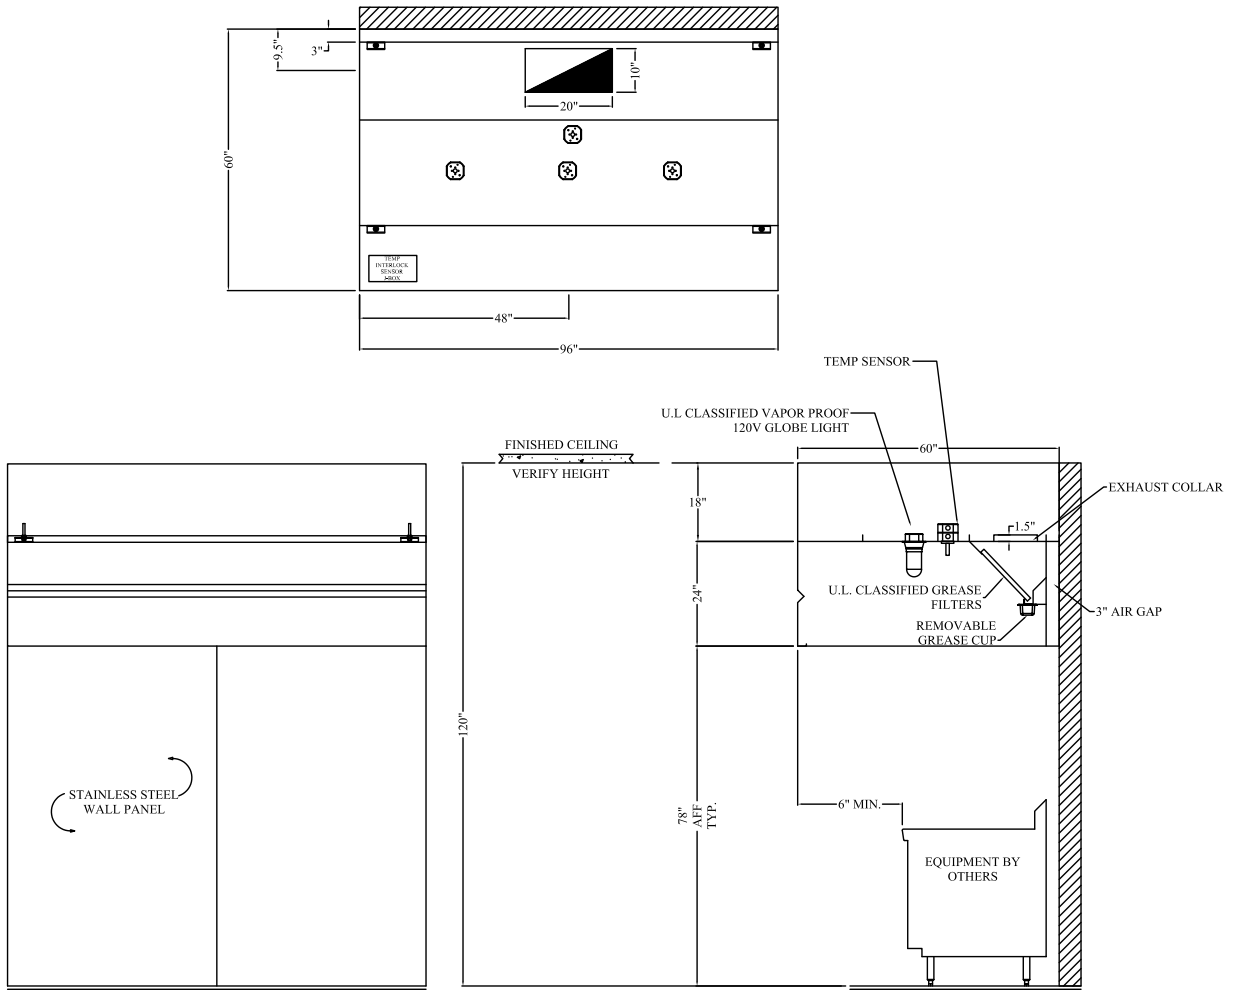 9.5"
3"
10"
20"
60"
TEMP
INTERLOCK
SENSOR
J-BOX
48"
96"
TEMP SENSOR
U.L CLASSIFIED VAPOR PROOF
120V GLOBE LIGHT
FINISHED CEILING
VERIFY HEIGHT
60"
18"
EXHAUST COLLAR
1.5"
24"
U.L. CLASSIFIED GREASE
FILTERS
3" AIR GAP
REMOVABLE
GREASE CUP
120"
STAINLESS STEEL
WALL PANEL
78"
AFF
TYP.
6" MIN.
EQUIPMENT BY
OTHERS